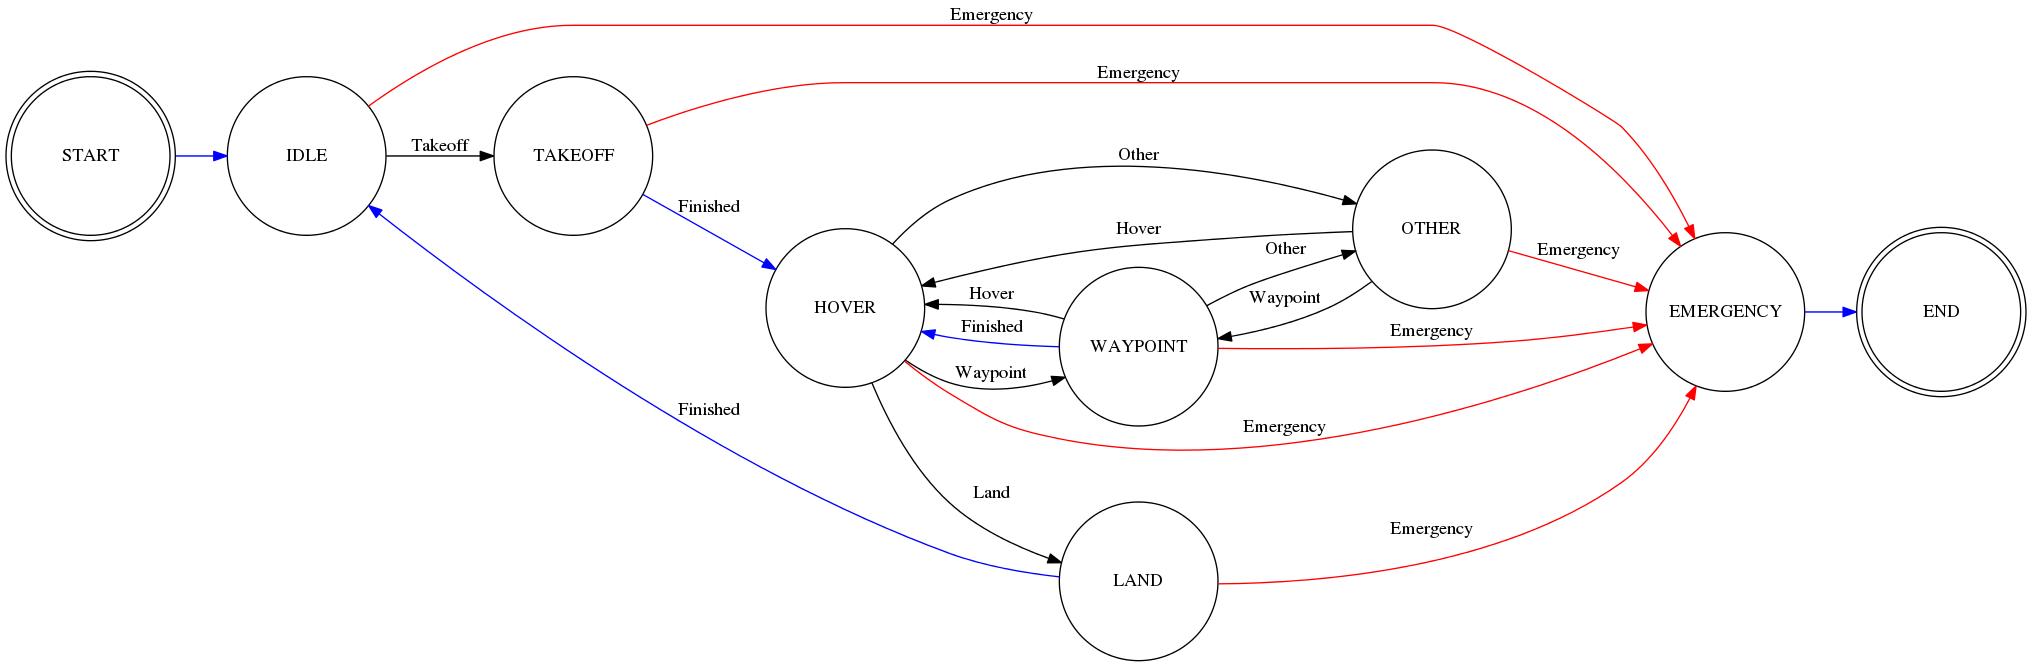 Emergency
Emergency
START
IDLE
Takeoff
TAKEOFF
Finished
Other
Hover
Other
OTHER
Emergency
HOVER
Hover
Waypoint
Finished
WAYPOINT
Emergency
EMERGENCY
END
Waypoint
Finished
Emergency
Land
Emergency
LAND